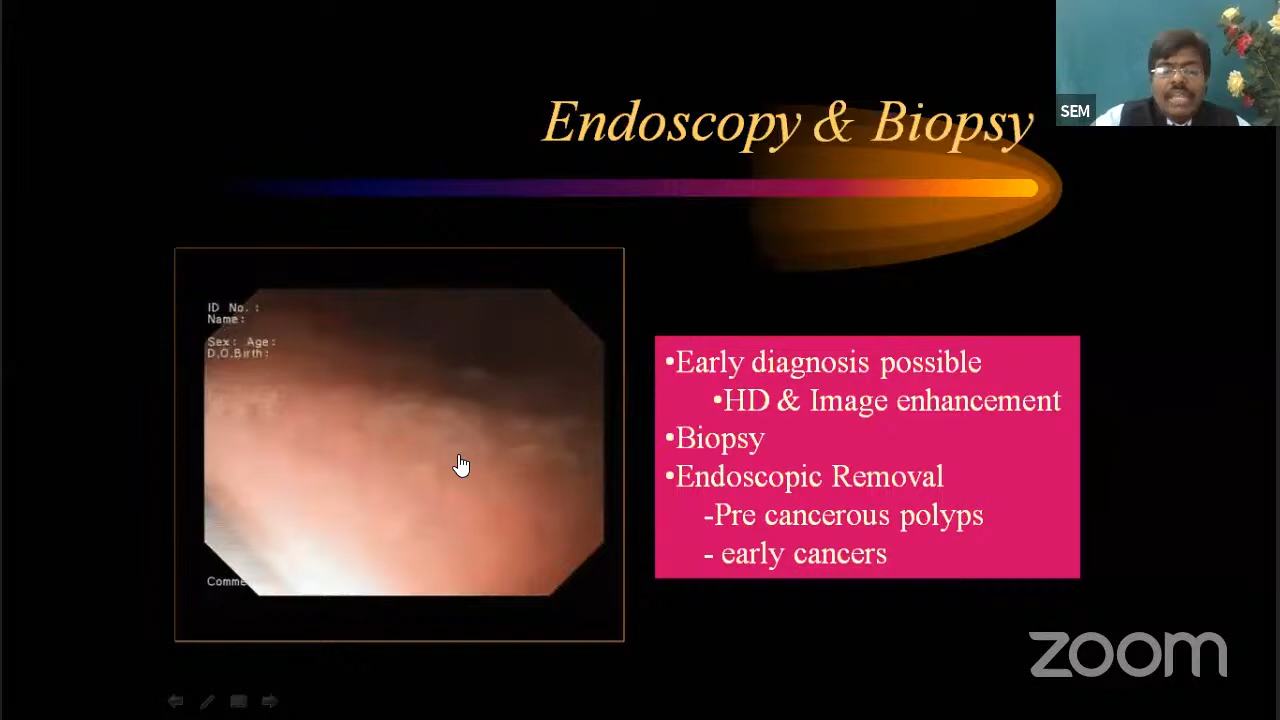 SEM
Endoscopy & Biopsy
ID No. :
Name:
Sex: Age:
D.O.Birth:
Comme
•Early diagnosis possible
•HD & Image enhancement
•Biopsy
•Endoscopic Removal
-Pre cancerous polyps
- early cancers
zoom